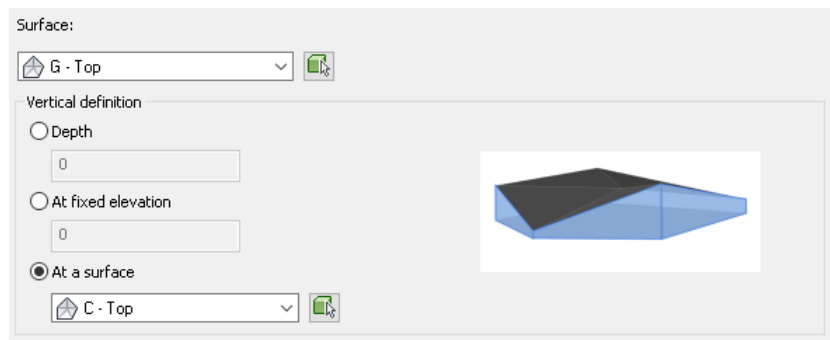 Surface:
G - Top
Vertical definition
Depth
0
At fixed elevation
0
At a surface
C - Top